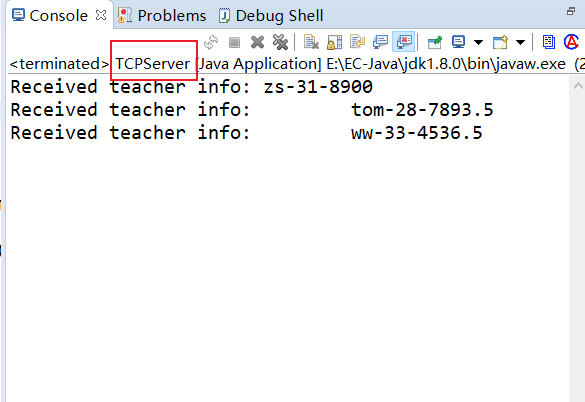 Console Problems Debug Shell
<terminated> TCPServer [Java Application] E:\EC-Java\jdk1.8.0\bin\javaw.exe (2
Received teacher info: zs-31-8900
Received teacher info:         tom-28-7893.5
Received teacher info:         ww-33-4536.5